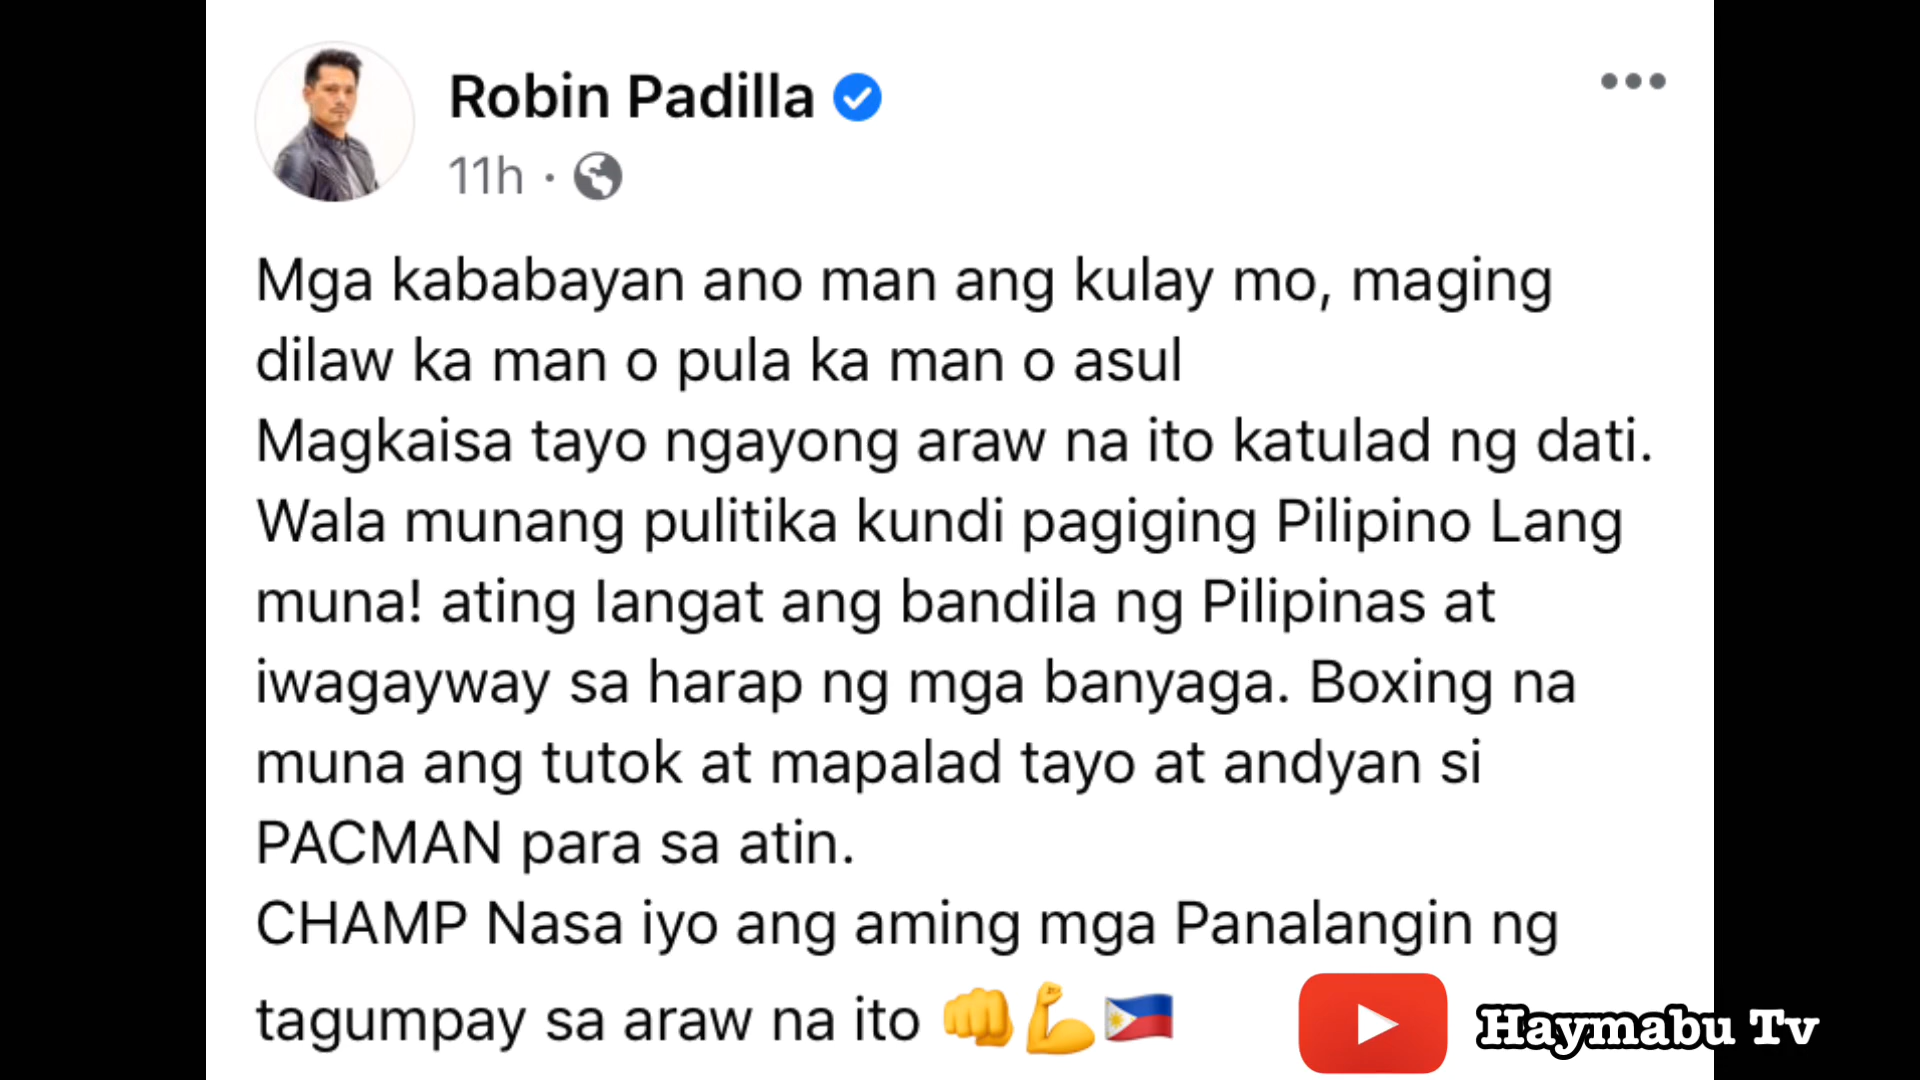 Robin Padilla
11h ·
Mga kababayan ano man ang kulay mo, maging
dilaw ka man o pula ka man o asul
Magkaisa tayo ngayong araw na ito katulad ng dati.
Wala munang pulitika kundi pagiging Pilipino Lang
muna! ating langat ang bandila ng Pilipinas at
iwagayway sa harap ng mga banyaga. Boxing na
muna ang tutok at mapalad tayo at andyan si
PACMAN para sa atin.
CHAMP Nasa iyo ang aming mga Panalangin ng
tagumpay sa araw na ito 👊💪🇵🇭
Haymabu Tv